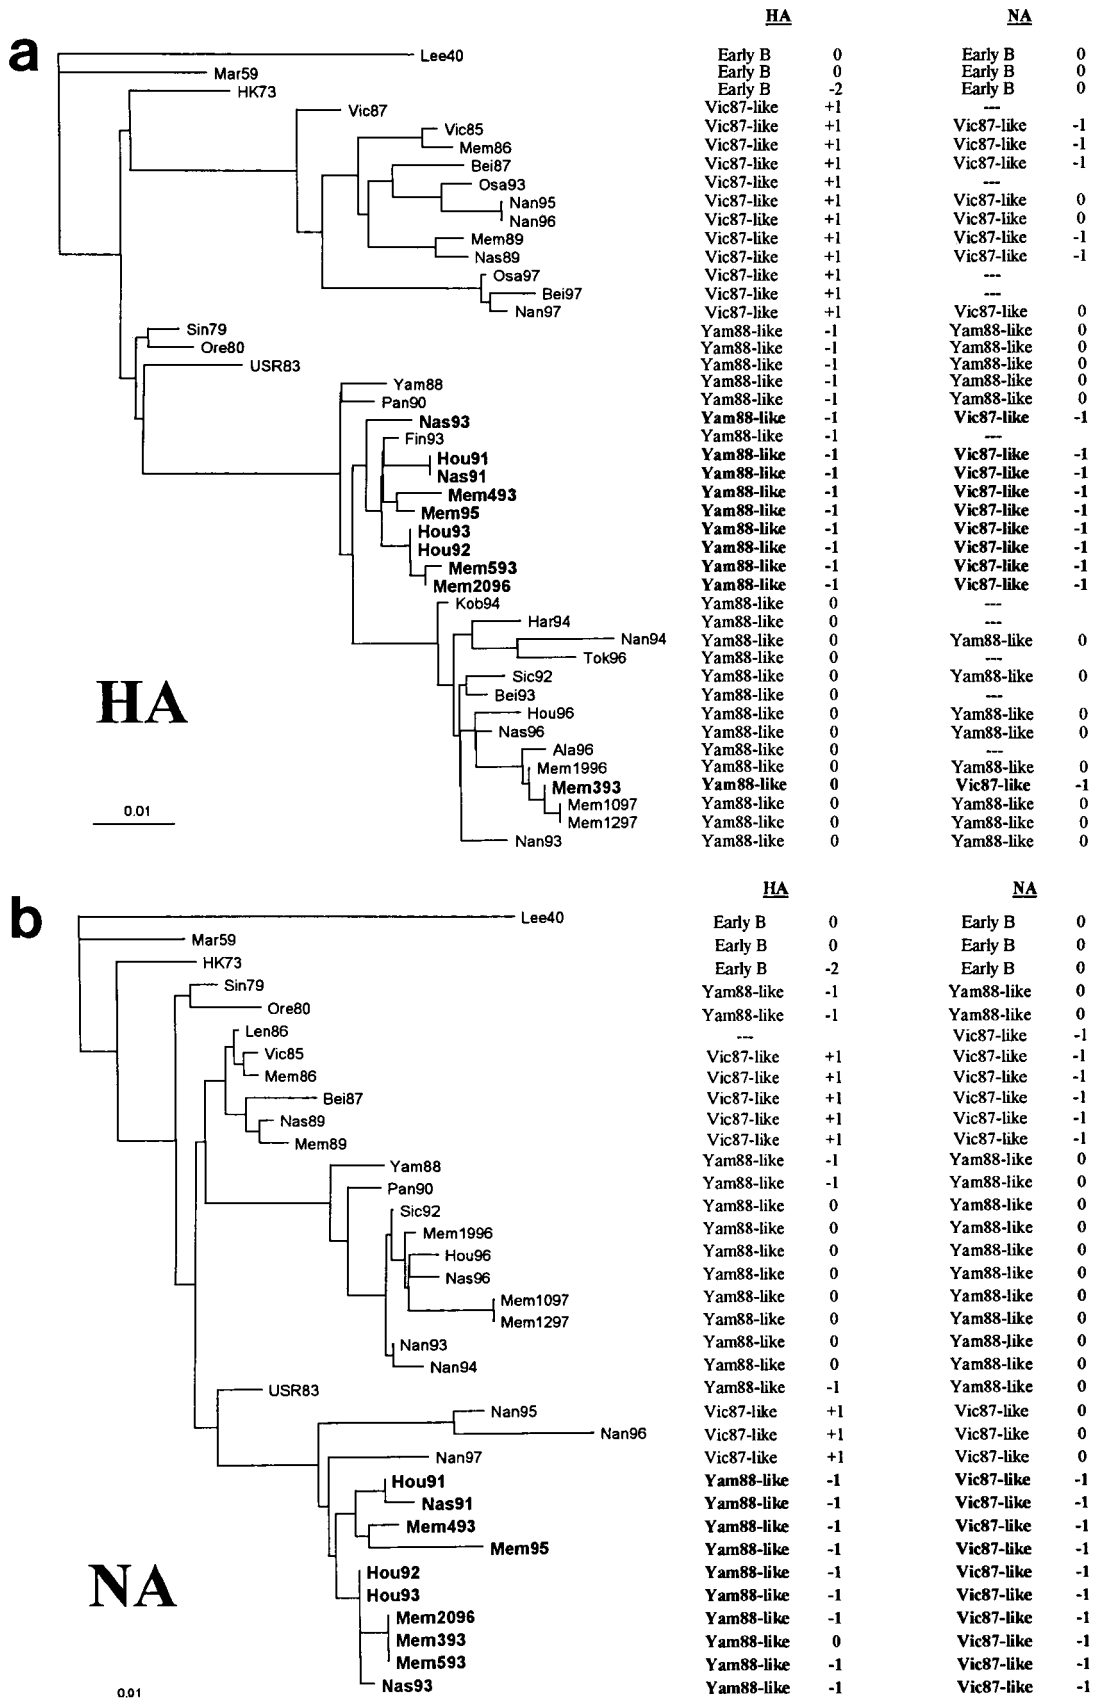 HA NA
a
Lee40 Early B 0 Early B 0
Mar59 Early B 0 Early B 0
HK73 Early B -2 Early B 0
Vic87 Vic87-like +1 ---
Vic85 Vic87-like +1 Vic87-like -1
Mem86 Vic87-like +1 Vic87-like -1
Bei87 Vic87-like +1 Vic87-like -1
Osa93 Vic87-like +1 ---
Nan95 Vic87-like +1 Vic87-like 0
Nan96 Vic87-like +1 Vic87-like 0
Mem89 Vic87-like +1 Vic87-like -1
Nas89 Vic87-like +1 Vic87-like -1
Osa97 Vic87-like +1 ---
Bei97 Vic87-like +1 ---
Nan97 Vic87-like +1 Vic87-like 0
Sin79 Yam88-like -1 Yam88-like 0
Ore80 Yam88-like -1 Yam88-like 0
USR83 Yam88-like -1 Yam88-like 0
Yam88 Yam88-like -1 Yam88-like 0
Pan90 Yam88-like -1 Yam88-like 0
Nas93 Yam88-like -1 Vic87-like -1
Fin93 Yam88-like -1 ---
Hou91 Yam88-like -1 Vic87-like -1
Nas91 Yam88-like -1 Vic87-like -1
Mem493 Yam88-like -1 Vic87-like -1
Mem95 Yam88-like -1 Vic87-like -1
Hou93 Yam88-like -1 Vic87-like -1
Hou92 Yam88-like -1 Vic87-like -1
Mem593 Yam88-like -1 Vic87-like -1
Mem2096 Yam88-like -1 Vic87-like -1
Kob94 Yam88-like 0 ---
Har94 Yam88-like 0 ---
Nan94 Yam88-like 0 Yam88-like 0
Tok96 Yam88-like 0 ---
Sic92 Yam88-like 0 Yam88-like 0
Bei93 Yam88-like 0 ---
Hou96 Yam88-like 0 Yam88-like 0
Nas96 Yam88-like 0 Yam88-like 0
Ala96 Yam88-like 0 ---
Mem1996 Yam88-like 0 Yam88-like 0
Mem393 Yam88-like 0 Vic87-like -1
Mem1097 Yam88-like 0 Yam88-like 0
Mem1297 Yam88-like 0 Yam88-like 0
Nan93 Yam88-like 0 Yam88-like 0
HA
0.01
HA NA
b
Lee40 Early B 0 Early B 0
Mar59 Early B 0 Early B 0
HK73 Early B -2 Early B 0
Sin79 Yam88-like -1 Yam88-like 0
Ore80 Yam88-like -1 Yam88-like 0
Len86 --- Vic87-like -1
Vic85 Vic87-like +1 Vic87-like -1
Mem86 Vic87-like +1 Vic87-like -1
Bei87 Vic87-like +1 Vic87-like -1
Nas89 Vic87-like +1 Vic87-like -1
Mem89 Vic87-like +1 Vic87-like -1
Yam88 Yam88-like -1 Yam88-like 0
Pan90 Yam88-like -1 Yam88-like 0
Sic92 Yam88-like 0 Yam88-like 0
Mem1996 Yam88-like 0 Yam88-like 0
Hou96 Yam88-like 0 Yam88-like 0
Nas96 Yam88-like 0 Yam88-like 0
Mem1097 Yam88-like 0 Yam88-like 0
Mem1297 Yam88-like 0 Yam88-like 0
Nan93 Yam88-like 0 Yam88-like 0
Nan94 Yam88-like 0 Yam88-like 0
USR83 Yam88-like -1 Yam88-like 0
Nan95 Vic87-like +1 Vic87-like 0
Nan96 Vic87-like +1 Vic87-like 0
Nan97 Vic87-like +1 Vic87-like 0
Hou91 Yam88-like -1 Vic87-like -1
Nas91 Yam88-like -1 Vic87-like -1
Mem493 Yam88-like -1 Vic87-like -1
Mem95 Yam88-like -1 Vic87-like -1
Hou92 Yam88-like -1 Vic87-like -1
Hou93 Yam88-like -1 Vic87-like -1
Mem2096 Yam88-like -1 Vic87-like -1
Mem393 Yam88-like 0 Vic87-like -1
Mem593 Yam88-like -1 Vic87-like -1
Nas93 Yam88-like -1 Vic87-like -1
NA
0.01